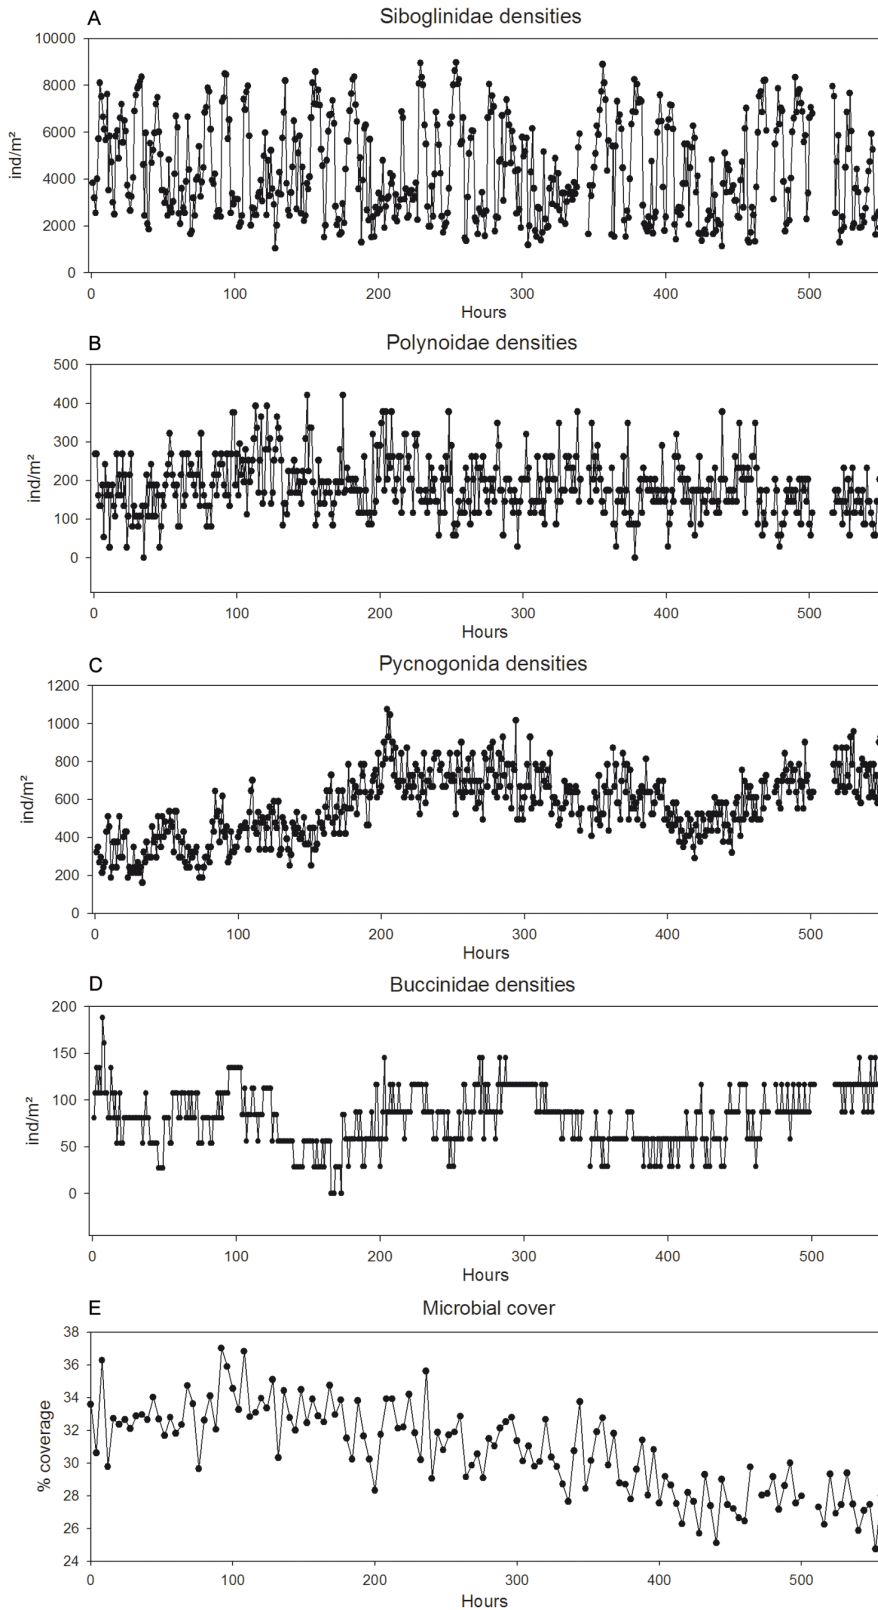 A
Siboglinidae densities
10000
8000
6000
4000
2000
0
ind/m²
0 100 200 300 400 500
Hours
B
Polynoidae densities
500
400
300
200
100
0
ind/m²
0 100 200 300 400 500
Hours
C
Pycnogonida densities
1200
1000
800
600
400
200
0
ind/m²
0 100 200 300 400 500
Hours
D
Buccinidae densities
200
150
100
50
0
ind/m²
0 100 200 300 400 500
Hours
E
Microbial cover
38
36
34
32
30
28
26
24
% coverage
0 100 200 300 400 500
Hours